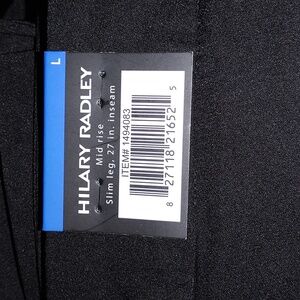 L
HILARY RADLEY
Mid rise
Slim leg, 27 in. inseam
ITEM# 1494083
8 27118 21652 5